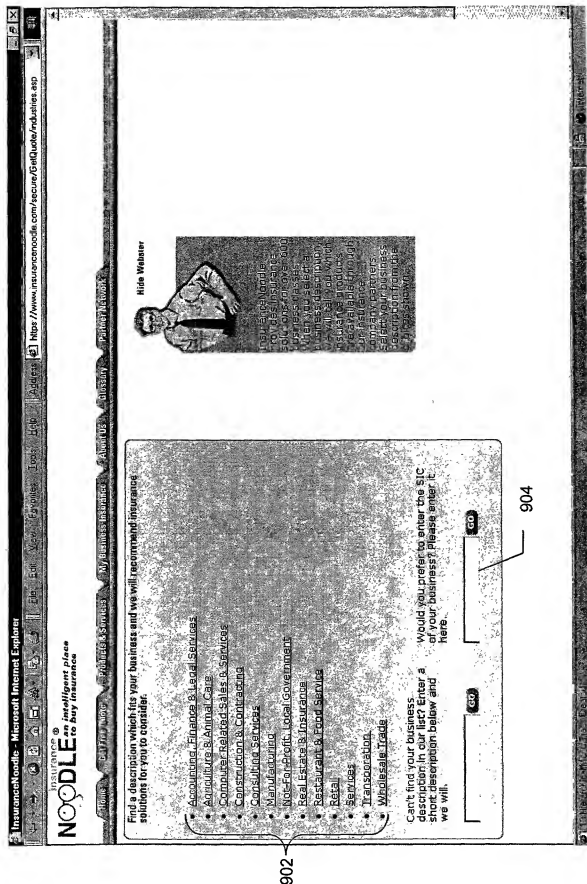 InsuranceNoodle - Microsoft Internet Explorer
File Edit View Favorites Tools Help Address https://www.insurancenoodle.com/secure/GetQuote/industries.asp
insurance
NOODLE an intelligent place
to buy insurance
Home Products & Services My Business Insurance About Us Glossary Partner Network
Find a description which fits your business and we will recommend insurance
solutions for you to consider.
Accounting, Finance & Legal Services
Agriculture & Animal Care
Computer Related Sales & Services
Construction & Contracting
Consulting Services
Manufacturing
Not-For-Profit, Local Government
Real Estate & Insurance
Restaurant & Food Service
Retail
Services
Transportation
Wholesale Trade
902
Can't find your business
description in our list? Enter a
short description below and
we will.
GO
Would you prefer to enter the SIC
of your business? Please enter it
here.
GO
904
Hide Webster